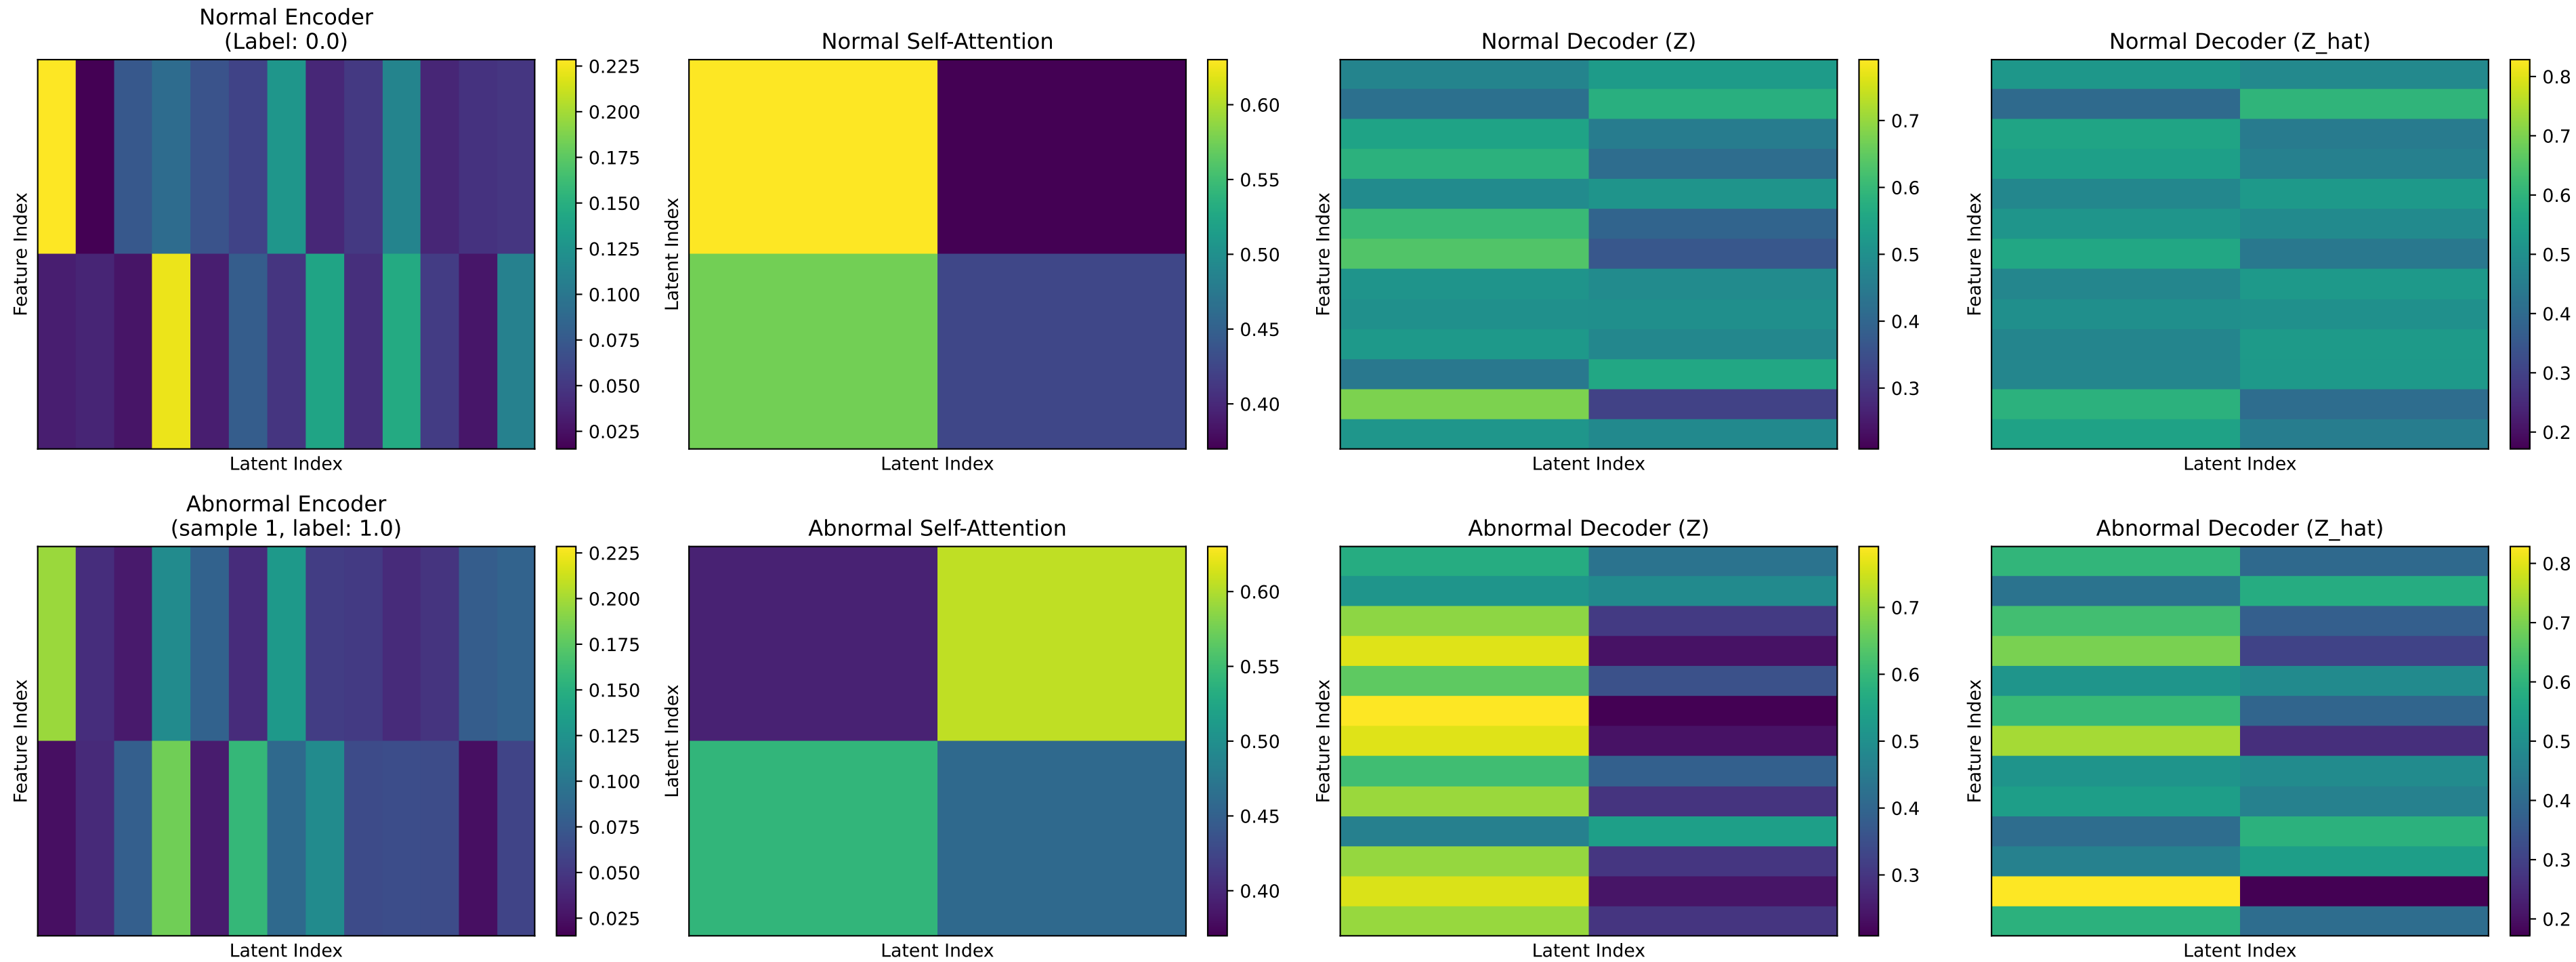 Normal Encoder
(Label: 0.0)
Feature Index
Latent Index
0.225
0.200
0.175
0.150
0.125
0.100
0.075
0.050
0.025
Normal Self-Attention
Latent Index
Latent Index
0.60
0.55
0.50
0.45
0.40
Normal Decoder (Z)
Feature Index
Latent Index
0.7
0.6
0.5
0.4
0.3
Normal Decoder (Z_hat)
Feature Index
Latent Index
0.8
0.7
0.6
0.5
0.4
0.3
0.2
Abnormal Encoder
(sample 1, label: 1.0)
Feature Index
Latent Index
0.225
0.200
0.175
0.150
0.125
0.100
0.075
0.050
0.025
Abnormal Self-Attention
Latent Index
Latent Index
0.60
0.55
0.50
0.45
0.40
Abnormal Decoder (Z)
Feature Index
Latent Index
0.7
0.6
0.5
0.4
0.3
Abnormal Decoder (Z_hat)
Feature Index
Latent Index
0.8
0.7
0.6
0.5
0.4
0.3
0.2